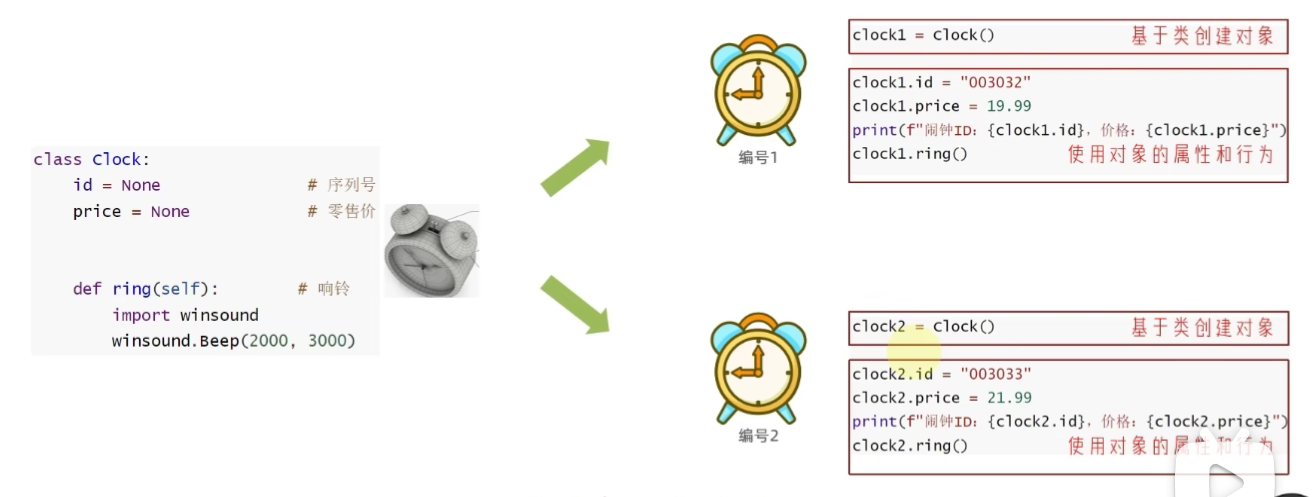 class Clock:
id = None # 序列号
price = None # 零售价
def ring(self): # 响铃
import winsound
winsound.Beep(2000, 3000)
编号1
clock1 = Clock() 基于类创建对象
clock1.id = "003032"
clock1.price = 19.99
print(f"闹钟ID：{clock1.id}，价格：{clock1.price}")
clock1.ring() 使用对象的属性和行为
编号2
clock2 = Clock() 基于类创建对象
clock2.id = "003033"
clock2.price = 21.99
print(f"闹钟ID：{clock2.id}，价格：{clock2.price}")
clock2.ring() 使用对象的属性和行为